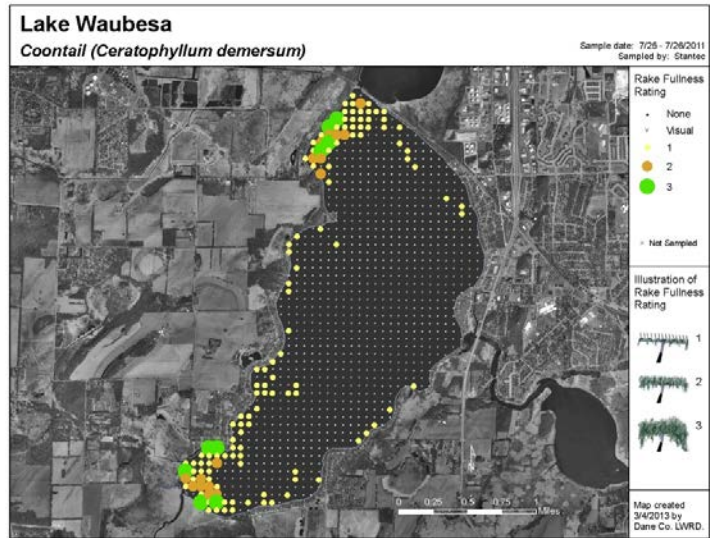 Lake Waubesa
Coontail (Ceratophyllum demersum)
Sample date: 7/25 - 7/26/2011
Sampled by: Stantec
Rake Fullness
Rating
None
Visual
1
2
3
Not Sampled
Illustration of
Rake Fullness
Rating
1
2
3
0 0.25 0.5 0.75 1
Miles
Map created
3/4/2013 by
Dane Co. LWRD.